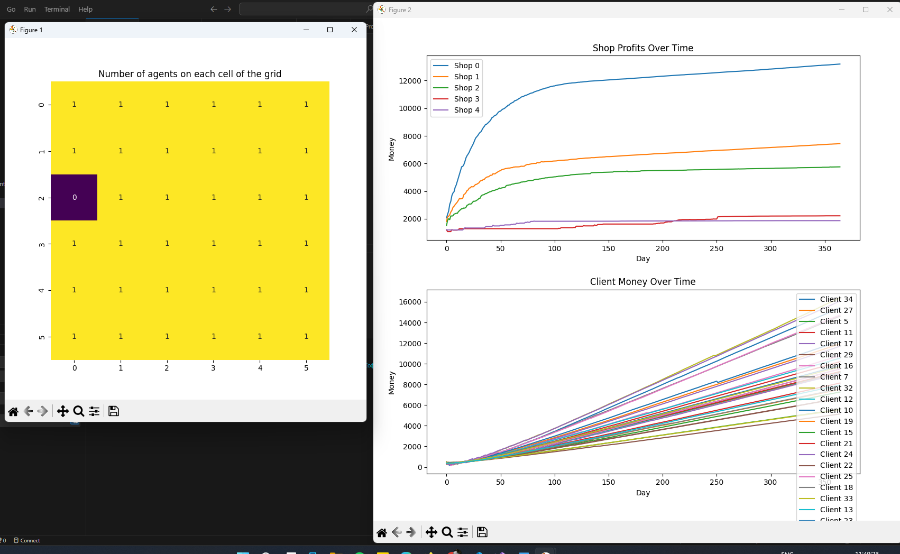 Go Run Terminal Help
Figure 1
Number of agents on each cell of the grid
0 1 1 1 1 1 1
1 1 1 1 1 1 1
2 0 1 1 1 1 1
3 1 1 1 1 1 1
4 1 1 1 1 1 1
5 1 1 1 1 1 1
0 1 2 3 4 5
Connect
Figure 2
Shop Profits Over Time
Shop 0
Shop 1
Shop 2
Shop 3
Shop 4
12000
10000
8000
6000
4000
2000
Money
0 50 100 150 200 250 300 350
Day
Client Money Over Time
16000
14000
12000
10000
8000
6000
4000
2000
0
Money
0 50 100 150 200 250 300
Day
Client 34
Client 27
Client 5
Client 11
Client 17
Client 29
Client 16
Client 7
Client 32
Client 12
Client 10
Client 19
Client 15
Client 21
Client 24
Client 22
Client 25
Client 18
Client 33
Client 13
Client 23
ENG